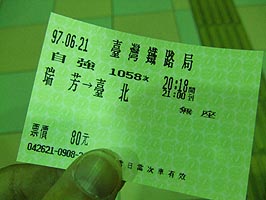 97.06.21 臺灣鐵路局
自強 1058次 20:18開
瑞芳→臺北 21:00到
無座
票價 80元
042621-0908-
日當次車有效